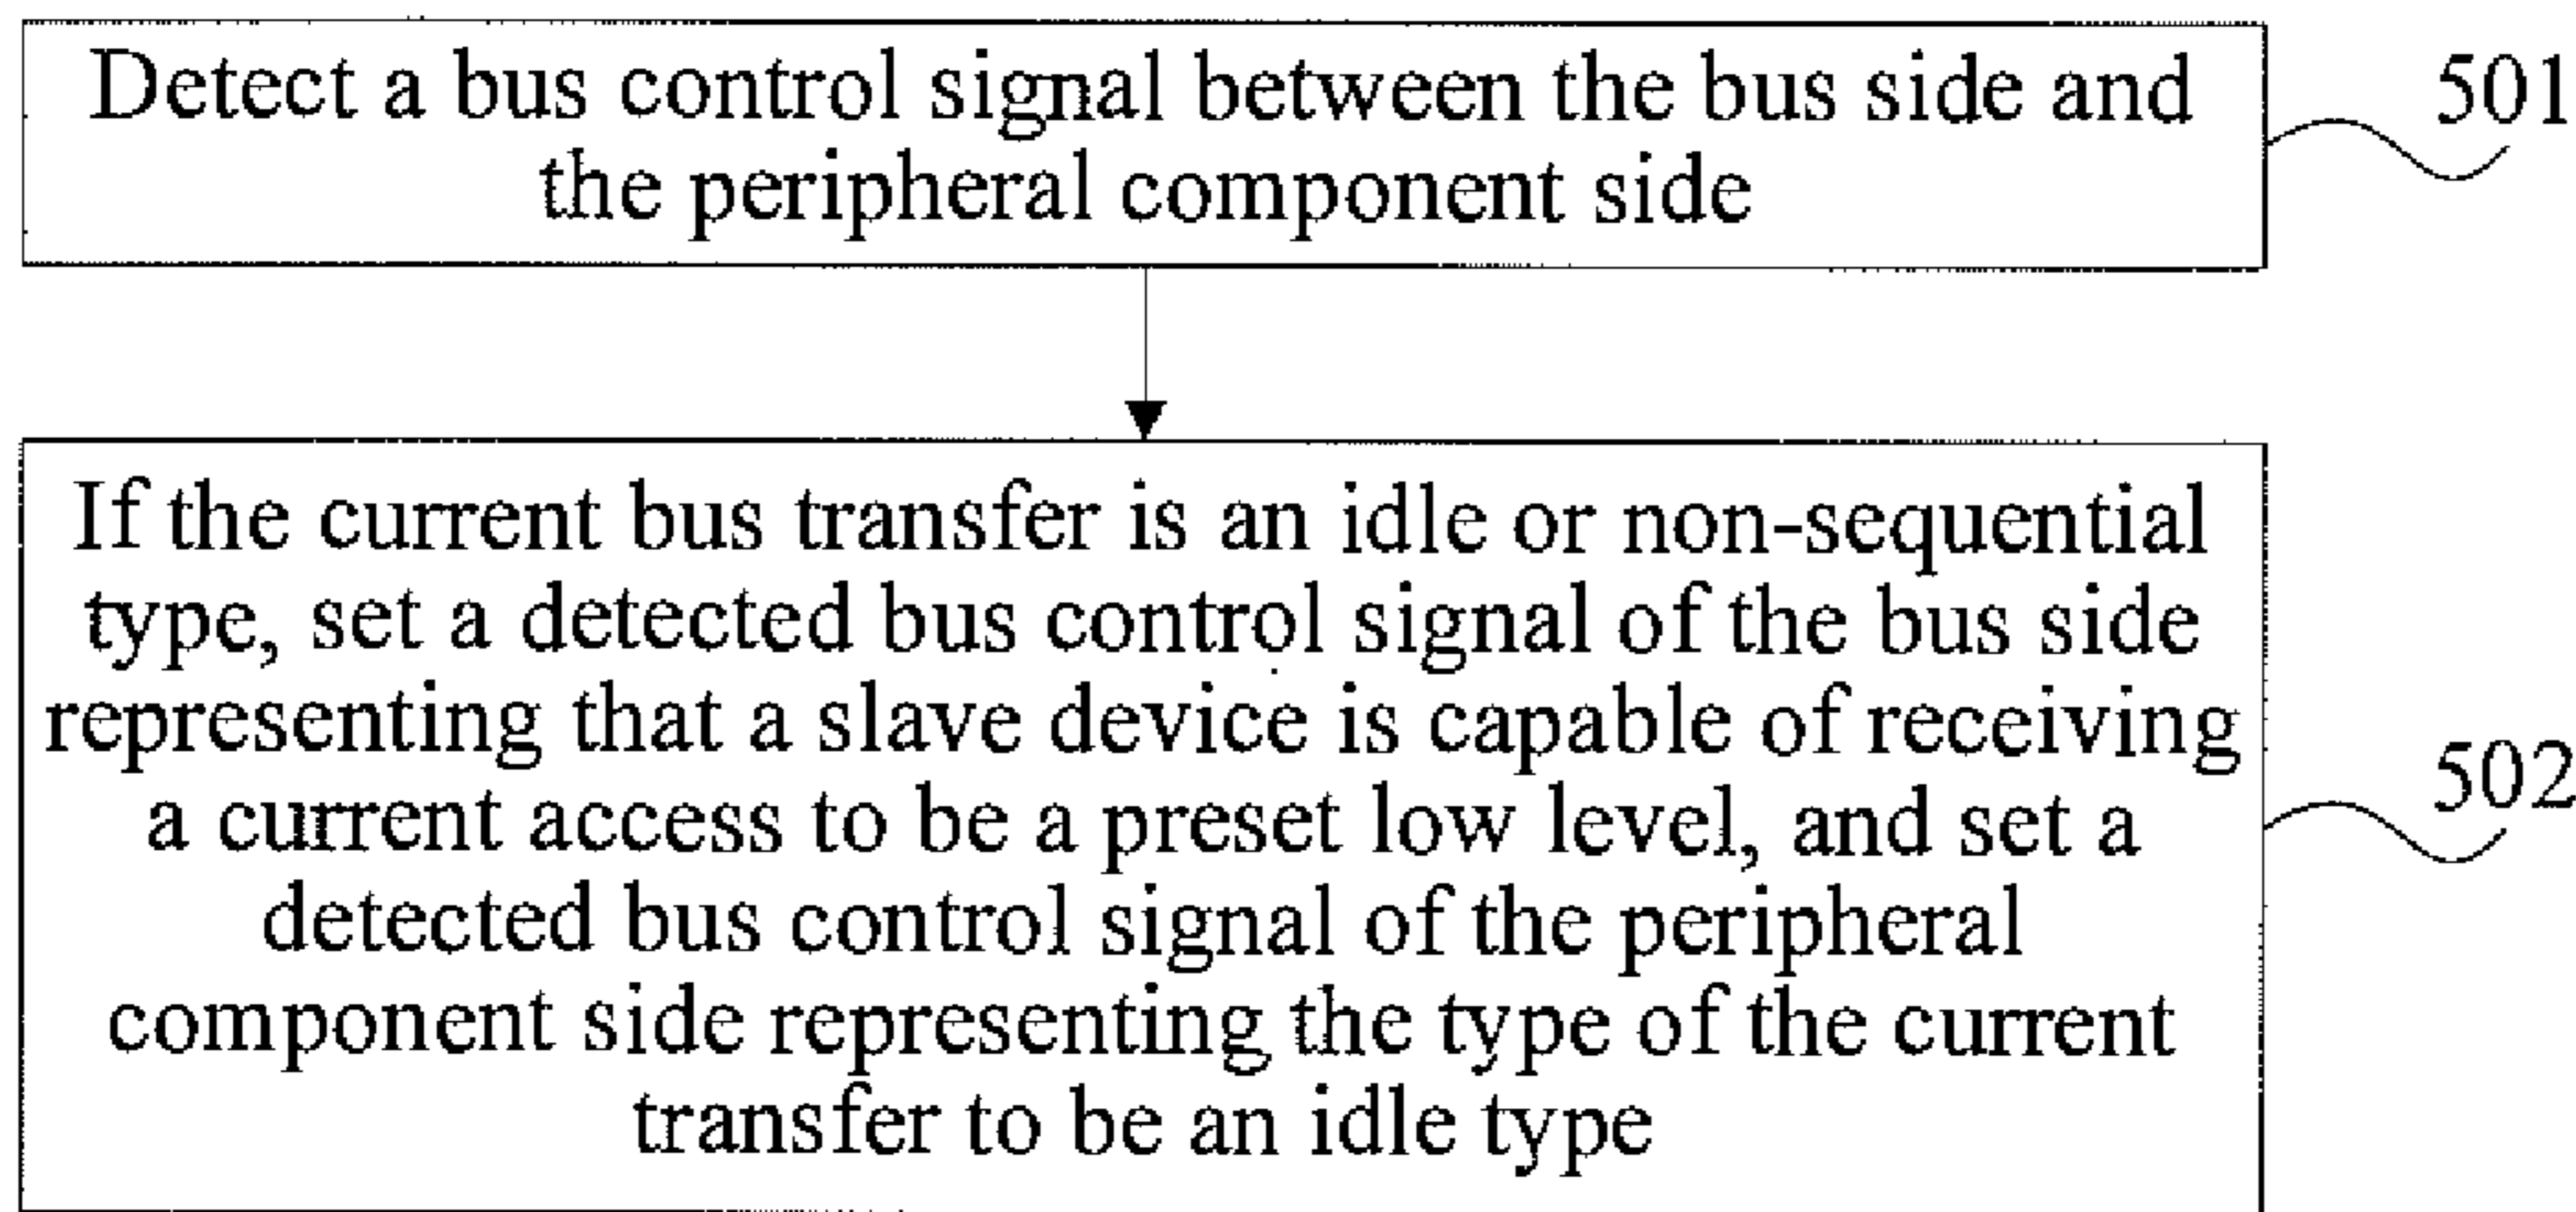 Detect a bus control signal between the bus side and
the peripheral component side
501
If the current bus transfer is an idle or non-sequential
type, set a detected bus control signal of the bus side
representing that a slave device is capable of receiving
a current access to be a preset low level, and set a
detected bus control signal of the peripheral
component side representing the type of the current
transfer to be an idle type
502